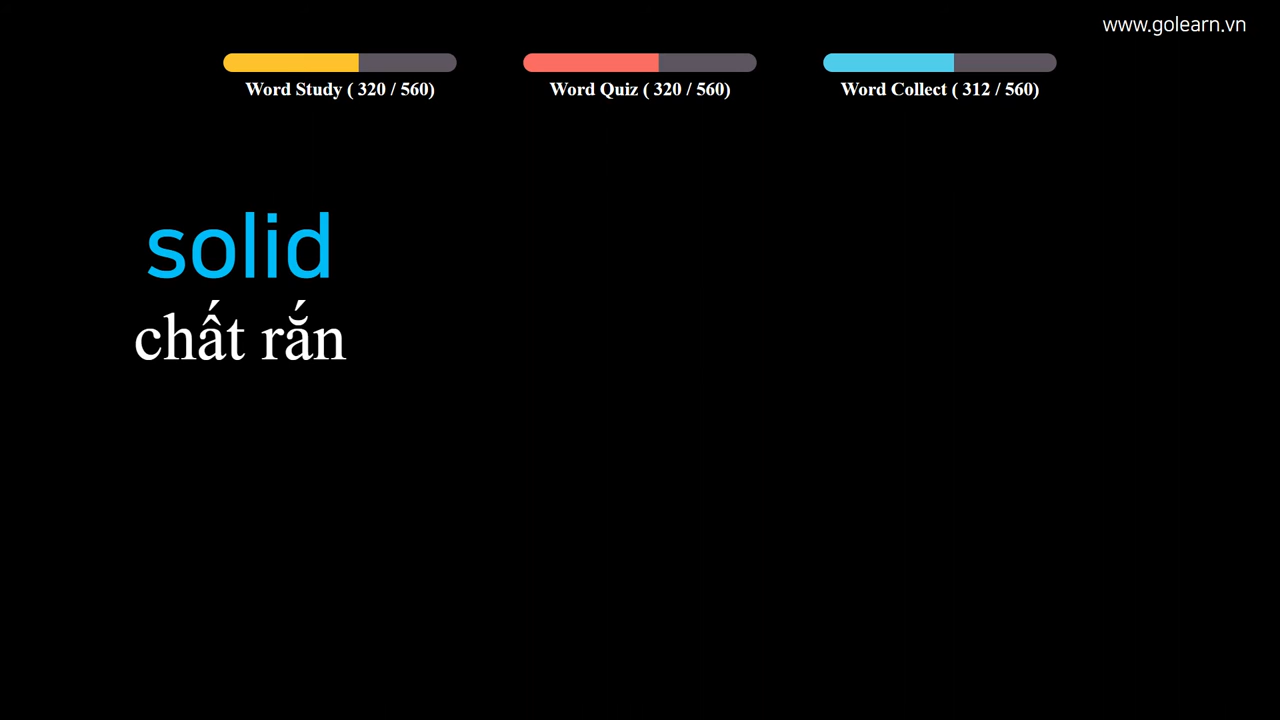 www.golearn.vn
Word Study ( 320 / 560)
Word Quiz ( 320 / 560)
Word Collect ( 312 / 560)
solid
chất rắn